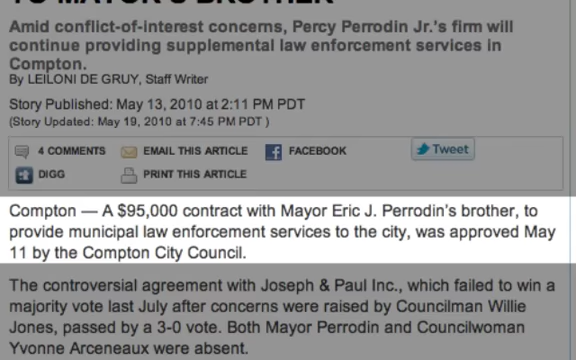 TO MAYOR'S BROTHER
Amid conflict-of-interest concerns, Percy Perrodin Jr.'s firm will
continue providing supplemental law enforcement services in
Compton.
By LEILONI DE GRUY, Staff Writer
Story Published: May 13, 2010 at 2:11 PM PDT
(Story Updated: May 19, 2010 at 7:45 PM PDT )
4 COMMENTS EMAIL THIS ARTICLE FACEBOOK Tweet
DIGG PRINT THIS ARTICLE
Compton — A $95,000 contract with Mayor Eric J. Perrodin's brother, to
provide municipal law enforcement services to the city, was approved May
11 by the Compton City Council.
The controversial agreement with Joseph & Paul Inc., which failed to win a
majority vote last July after concerns were raised by Councilman Willie
Jones, passed by a 3-0 vote. Both Mayor Perrodin and Councilwoman
Yvonne Arceneaux were absent.